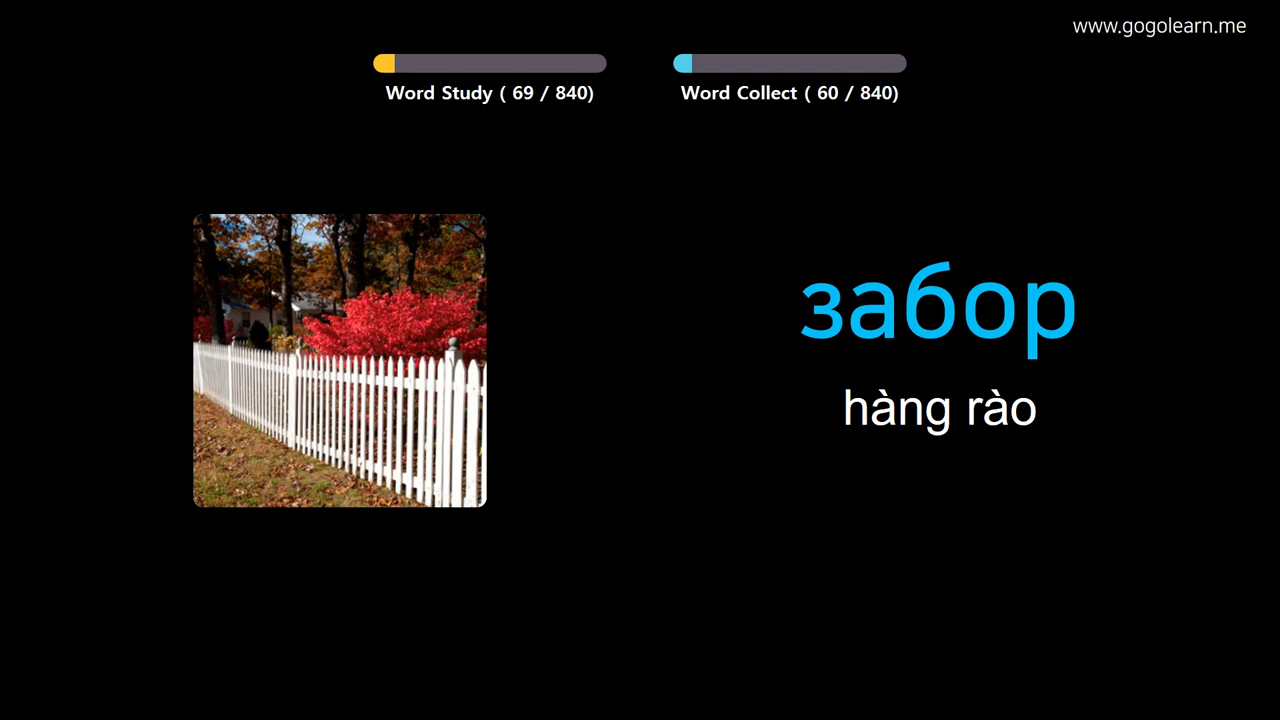 www.gogolearn.me
Word Study ( 69 / 840)
Word Collect ( 60 / 840)
забор
hàng rào